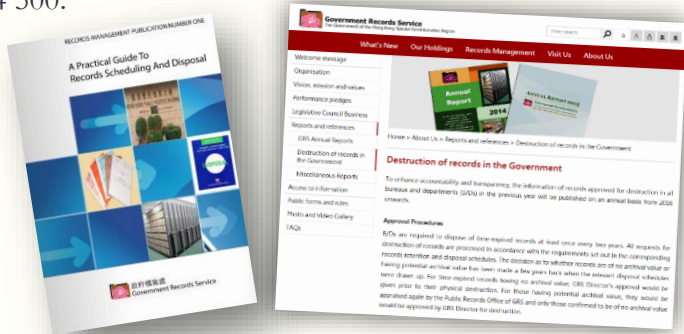 4 500.
RECORDS MANAGEMENT PUBLICATION NUMBER ONE
A Practical Guide To
Records Scheduling And Disposal
DISPOSAL
政府檔案處
Government Records Service
Government Records Service
The Government of the Hong Kong Special Administrative Region
Enter search
A A A
What's New Our Holdings Records Management Visit Us About Us
Welcome message
Organisation
Vision, mission and values
Performance pledges
Legislative Council Business
Reports and references
GRS Annual Reports
Destruction of records in
the Government
Miscellaneous Reports
Access to information
Public forms and rules
Photo and Video Gallery
FAQs
Annual
Report
2014
ANNUAL REPORT 2013
Home > About Us > Reports and references > Destruction of records in the Government
Destruction of records in the Government
To enhance accountability and transparency, the information of records approved for destruction in all
bureaux and departments (B/Ds) in the previous year will be published on an annual basis from 2016
onwards.
Approval Procedures
B/Ds are required to dispose of time-expired records at least once every two years. All requests for
destruction of records are processed in accordance with the requirements set out in the corresponding
records retention and disposal schedules. The decision as to whether records are of no archival value or
having potential archival value has been made a few years back when the relevant disposal schedules
were drawn up. For time-expired records having no archival value, GRS Director's approval would be
given prior to their physical destruction. For those having potential archival value, they would be
appraised again by the Public Records Office of GRS and only those confirmed to be of no archival value
would be approved by GRS Director for destruction.